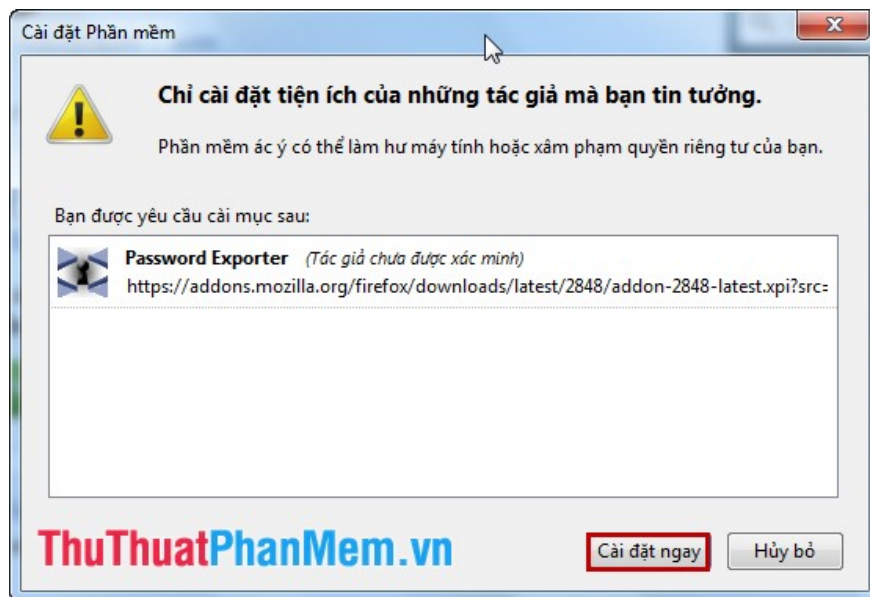 Cài đặt Phần mềm
Chỉ cài đặt tiện ích của những tác giả mà bạn tin tưởng.
Phần mềm ác ý có thể làm hư máy tính hoặc xâm phạm quyền riêng tư của bạn.
Bạn được yêu cầu cài mục sau:
Password Exporter (Tác giả chưa được xác minh)
https://addons.mozilla.org/firefox/downloads/latest/2848/addon-2848-latest.xpi?src=
ThuThuatPhanMem.vn
Cài đặt ngay
Hủy bỏ